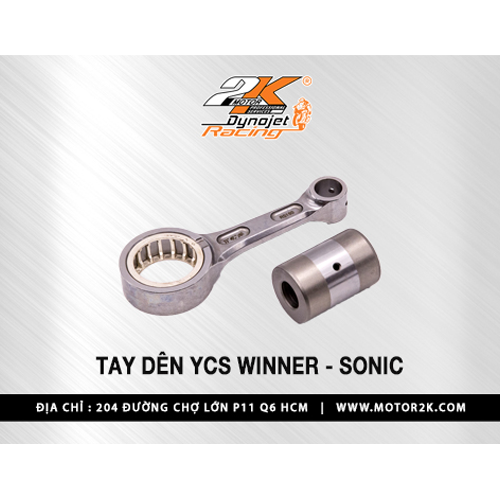 2K ®
MOTOR PROFESSIONAL SERVICES
Dynojet
Racing
TAY DÊN YCS WINNER - SONIC
ĐỊA CHỈ : 204 ĐƯỜNG CHỢ LỚN P11 Q6 HCM | WWW.MOTOR2K.COM